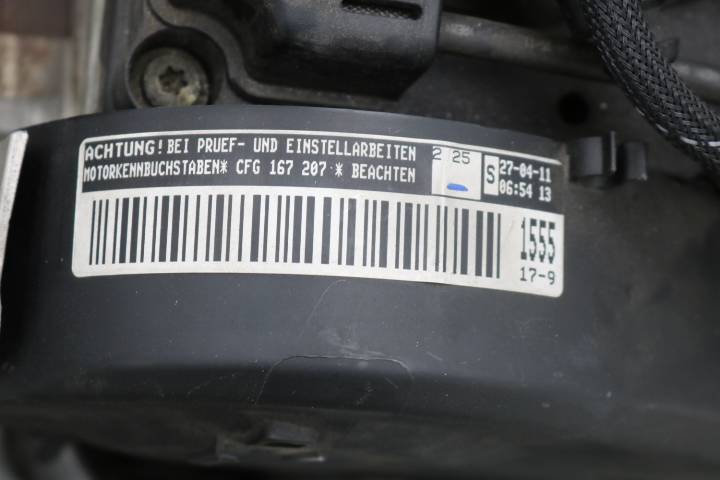 ACHTUNG! BEI PRUEF- UND EINSTELLARBEITEN
MOTORKENNBUCHSTABEN* CFG 167 207 * BEACHTEN
2 25
S
27-04-11
06:54 13
1555
17-9